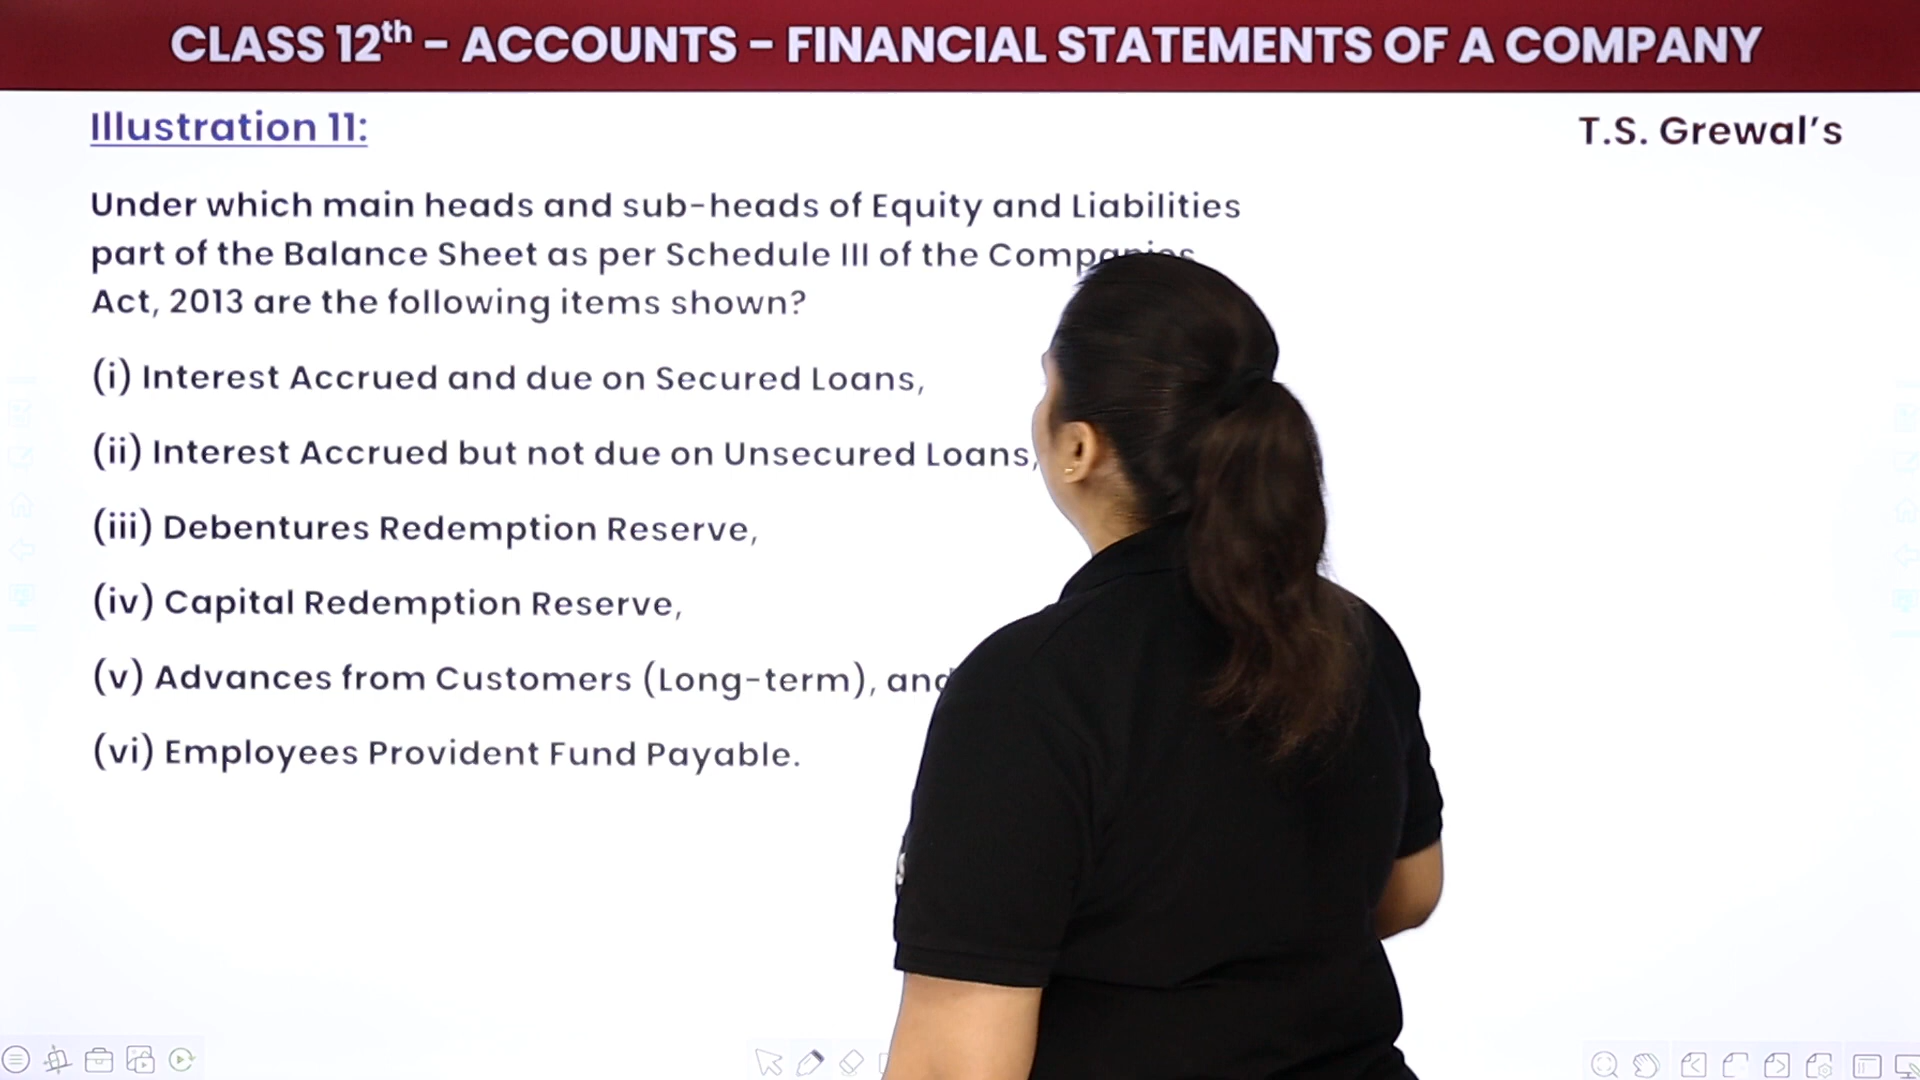 CLASS 12th – ACCOUNTS – FINANCIAL STATEMENTS OF A COMPANY
Illustration 11:
T.S. Grewal’s
Under which main heads and sub-heads of Equity and Liabilities
part of the Balance Sheet as per Schedule III of the Companies
Act, 2013 are the following items shown?
(i) Interest Accrued and due on Secured Loans,
(ii) Interest Accrued but not due on Unsecured Loans,
(iii) Debentures Redemption Reserve,
(iv) Capital Redemption Reserve,
(v) Advances from Customers (Long-term), and
(vi) Employees Provident Fund Payable.